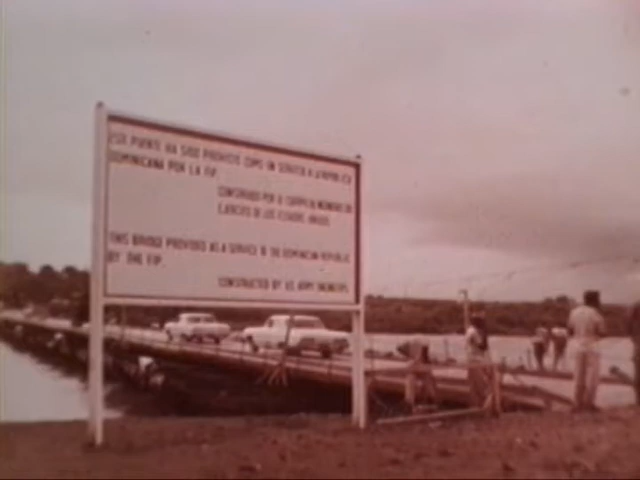 ESTE PUENTE HA SIDO PROVISTO COMO UN SERVICIO A LA REPUBLICA
DOMINICANA POR LA FIP.
CONSTRUIDO POR EL CUERPO DE INGENIEROS DEL
EJERCITO DE LOS ESTADOS UNIDOS.
THIS BRIDGE PROVIDED AS A SERVICE TO THE DOMINICAN REPUBLIC
BY THE FIP.
CONSTRUCTED BY US ARMY ENGINEERS.